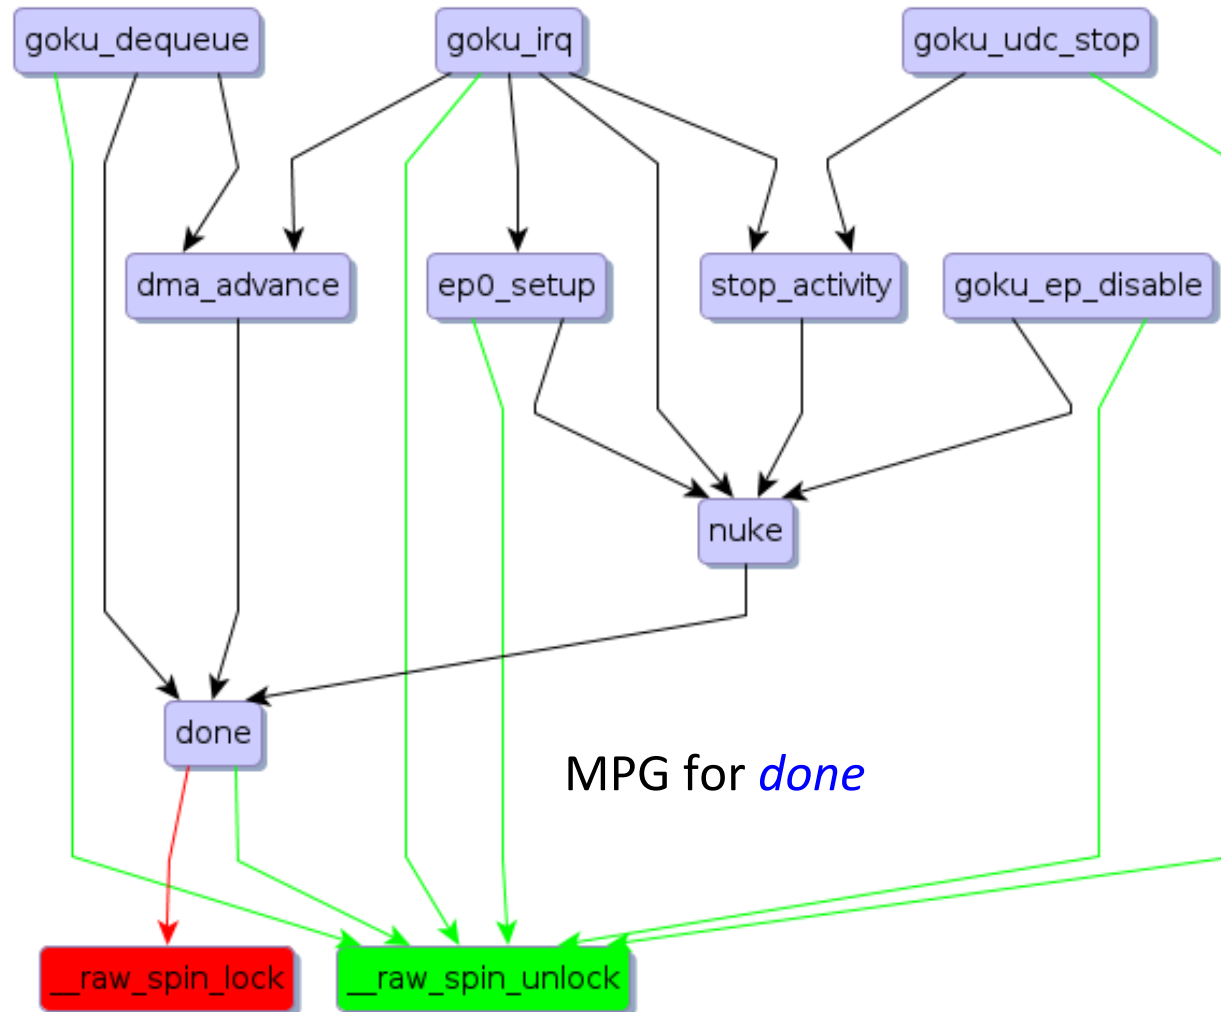 goku_dequeue
goku_irq
goku_udc_stop
dma_advance
ep0_setup
stop_activity
goku_ep_disable
nuke
done
MPG for done
__raw_spin_lock
__raw_spin_unlock